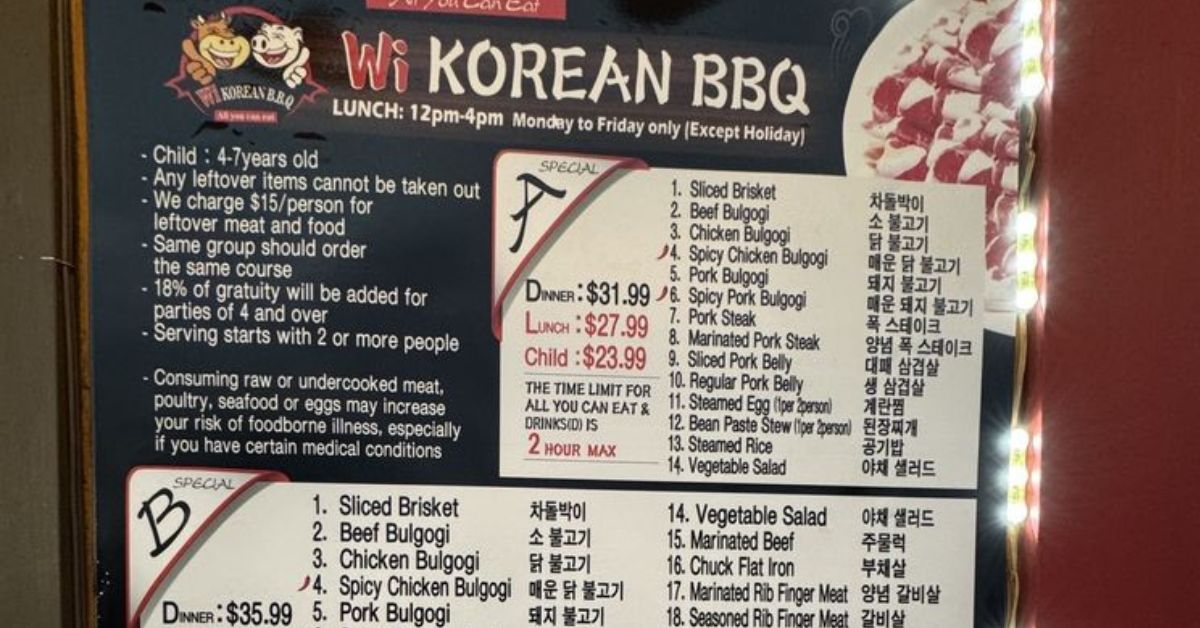 All You Can Eat
Wi KOREAN B.B.Q
All you can eat
Wi KOREAN BBQ
LUNCH: 12pm-4pm Monday to Friday only (Except Holiday)
- Child : 4-7years old
- Any leftover items cannot be taken out
- We charge $15/person for
leftover meat and food
- Same group should order
the same course
- 18% of gratuity will be added for
parties of 4 and over
- Serving starts with 2 or more people
- Consuming raw or undercooked meat,
poultry, seafood or eggs may increase
your risk of foodborne illness, especially
if you have certain medical conditions
SPECIAL
A
DINNER : $31.99
LUNCH : $27.99
Child : $23.99
THE TIME LIMIT FOR
ALL YOU CAN EAT &
DRINKS(D) IS
2 HOUR MAX
1. Sliced Brisket 차돌박이
2. Beef Bulgogi 소 불고기
3. Chicken Bulgogi 닭 불고기
4. Spicy Chicken Bulgogi 매운 닭 불고기
5. Pork Bulgogi 돼지 불고기
6. Spicy Pork Bulgogi 매운 돼지 불고기
7. Pork Steak 폭 스테이크
8. Marinated Pork Steak 양념 폭 스테이크
9. Sliced Pork Belly 대패 삼겹살
10. Regular Pork Belly 생 삼겹살
11. Steamed Egg (1per 2person) 계란찜
12. Bean Paste Stew (1per 2person) 된장찌개
13. Steamed Rice 공기밥
14. Vegetable Salad 야채 샐러드
SPECIAL
B
DINNER : $35.99
1. Sliced Brisket 차돌박이
2. Beef Bulgogi 소 불고기
3. Chicken Bulgogi 닭 불고기
4. Spicy Chicken Bulgogi 매운 닭 불고기
5. Pork Bulgogi 돼지 불고기
14. Vegetable Salad 야채 샐러드
15. Marinated Beef 주물럭
16. Chuck Flat Iron 부채살
17. Marinated Rib Finger Meat 양념 갈비살
18. Seasoned Rib Finger Meat 갈비살